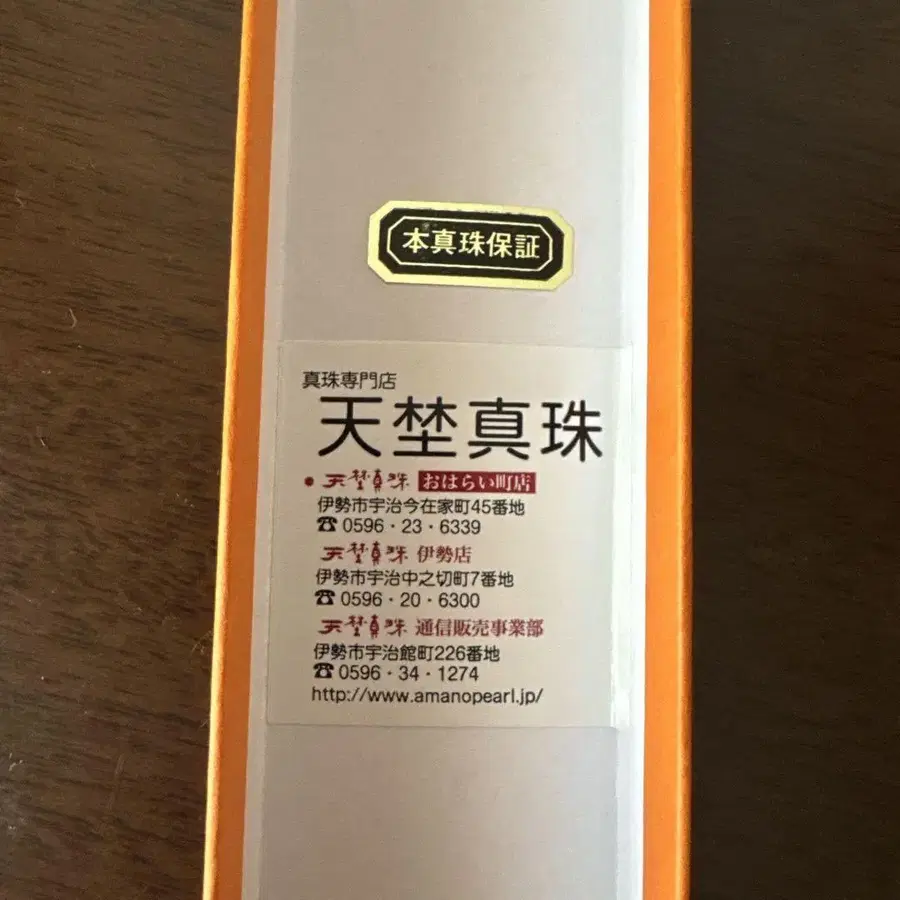 本真珠保証
真珠専門店
天埜真珠
● 天埜真珠 おはらい町店
伊勢市宇治今在家町45番地
☎ 0596・23・6339
天埜真珠 伊勢店
伊勢市宇治中之切町7番地
☎ 0596・20・6300
天埜真珠 通信販売事業部
伊勢市宇治館町226番地
☎ 0596・34・1274
http://www.amanopearl.jp/